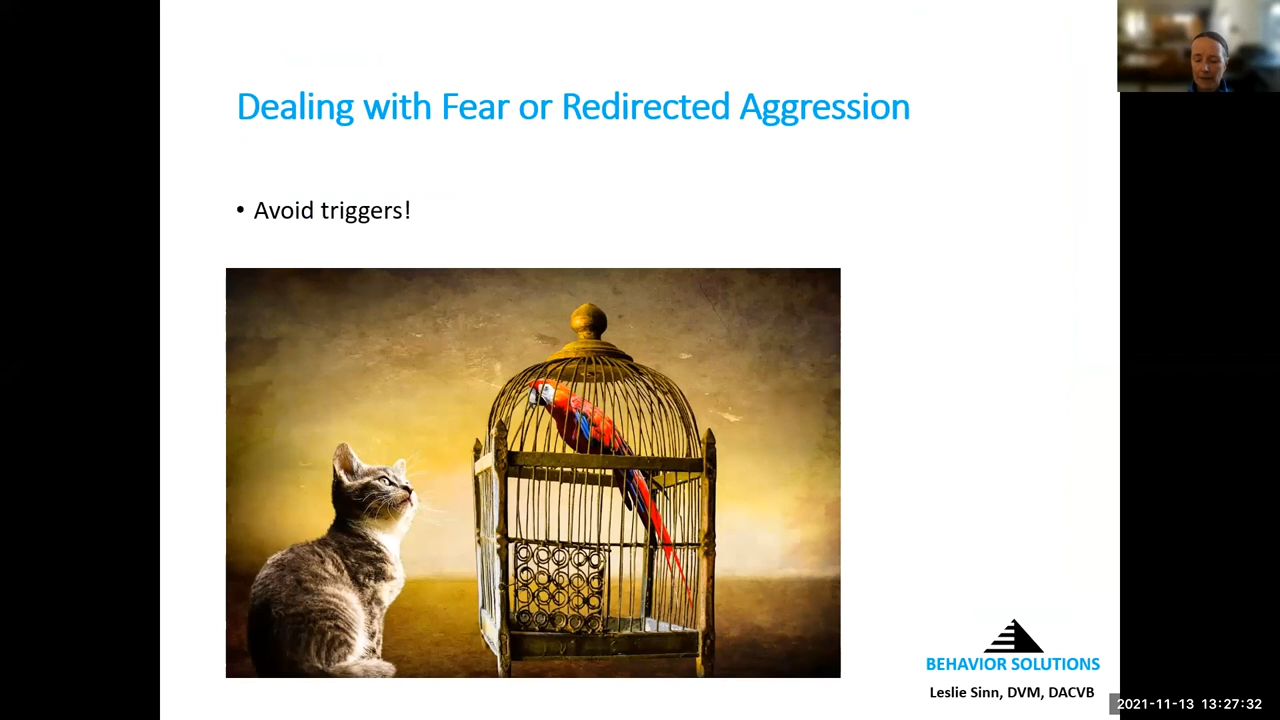 Dealing with Fear or Redirected Aggression
• Avoid triggers!
BEHAVIOR SOLUTIONS
Leslie Sinn, DVM, DACVB
2021-11-13 13:27:32